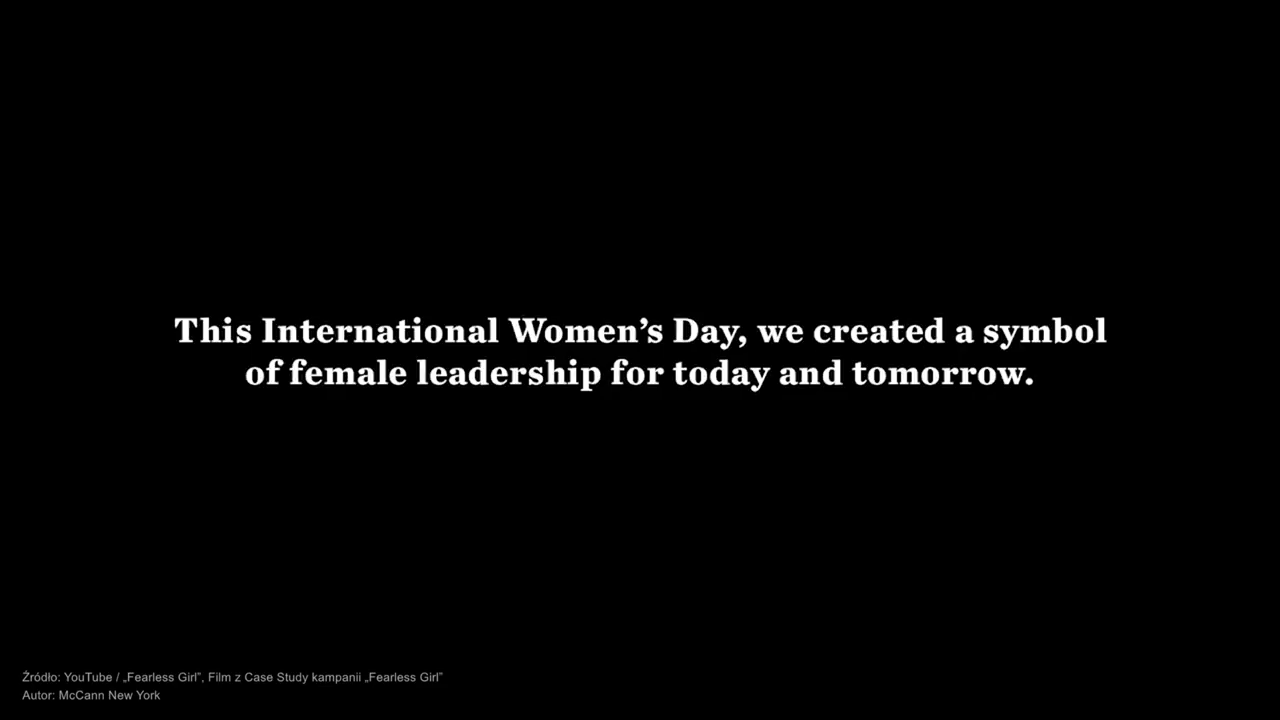 This International Women’s Day, we created a symbol
of female leadership for today and tomorrow.
Źródło: YouTube / „Fearless Girl”, Film z Case Study kampanii „Fearless Girl”
Autor: McCann New York